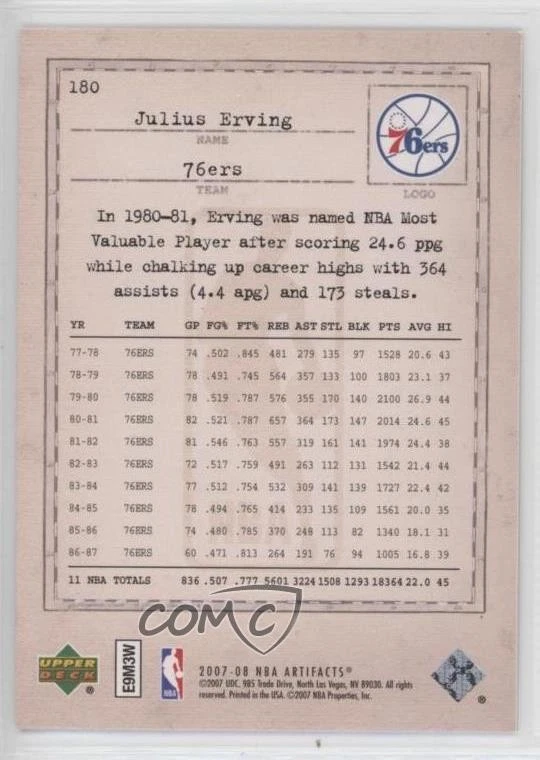 180
Julius Erving
NAME
76ers
76ers
TEAM
LOGO
In 1980-81, Erving was named NBA Most
Valuable Player after scoring 24.6 ppg
while chalking up career highs with 364
assists (4.4 apg) and 173 steals.
YR TEAM GP FG% FT% REB AST STL BLK PTS AVG HI
77-78 76ERS 74 .502 .845 481 279 135 97 1528 20.6 43
78-79 76ERS 78 .491 .745 564 357 133 100 1803 23.1 37
79-80 76ERS 78 .519 .787 576 355 170 140 2100 26.9 44
80-81 76ERS 82 .521 .787 657 364 173 147 2014 24.6 45
81-82 76ERS 81 .546 .763 557 319 161 141 1974 24.4 38
82-83 76ERS 72 .517 .759 491 263 112 131 1542 21.4 44
83-84 76ERS 77 .512 .754 532 309 141 139 1727 22.4 42
84-85 76ERS 78 .494 .765 414 233 135 109 1561 20.0 35
85-86 76ERS 74 .480 .785 370 248 113 82 1340 18.1 31
86-87 76ERS 60 .471 .813 264 191 76 94 1005 16.8 39
11 NBA TOTALS 836 .507 .777 5601 3224 1508 1293 18364 22.0 45
COMC
UPPER
DECK
®
E9M3W
NBA
2007-08 NBA ARTIFACTS®
©2007 UDC. 985 Trade Drive, North Las Vegas, NV 89030. All rights
reserved. Printed in the USA. ©2007 NBA Properties, Inc.
®